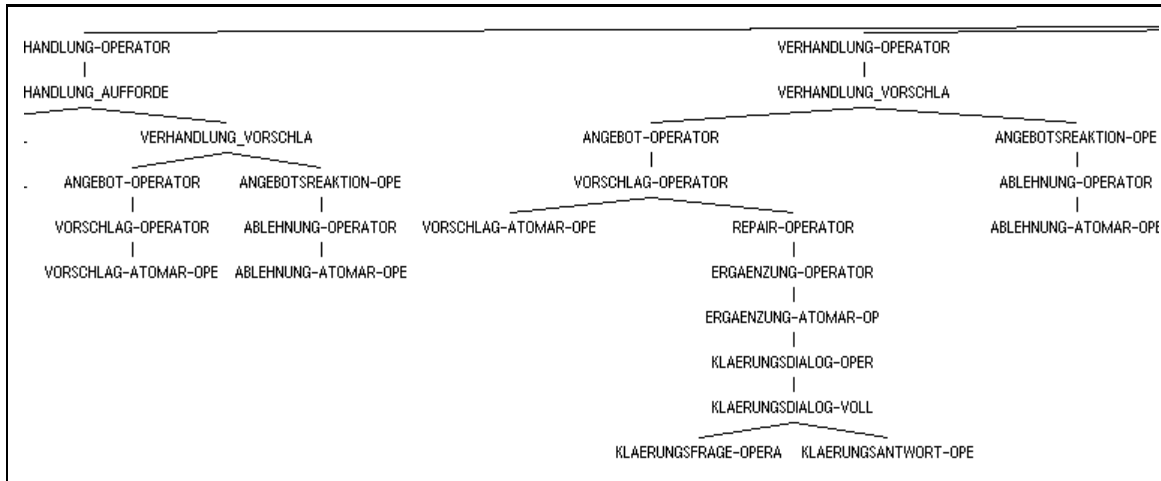 HANDLUNG-OPERATOR VERHANDLUNG-OPERATOR
HANDLUNG_AUFFORDE VERHANDLUNG_VORSCHLA
VERHANDLUNG_VORSCHLA ANGEBOT-OPERATOR ANGEBOTSREAKTION-OPE
ANGEBOT-OPERATOR ANGEBOTSREAKTION-OPE VORSCHLAG-OPERATOR ABLEHNUNG-OPERATOR
VORSCHLAG-OPERATOR ABLEHNUNG-OPERATOR VORSCHLAG-ATOMAR-OPE REPAIR-OPERATOR ABLEHNUNG-ATOMAR-OPE
VORSCHLAG-ATOMAR-OPE ABLEHNUNG-ATOMAR-OPE ERGAENZUNG-OPERATOR
ERGAENZUNG-ATOMAR-OP
KLAERUNGSDIALOG-OPER
KLAERUNGSDIALOG-VOLL
KLAERUNGSFRAGE-OPERA KLAERUNGSANTWORT-OPE